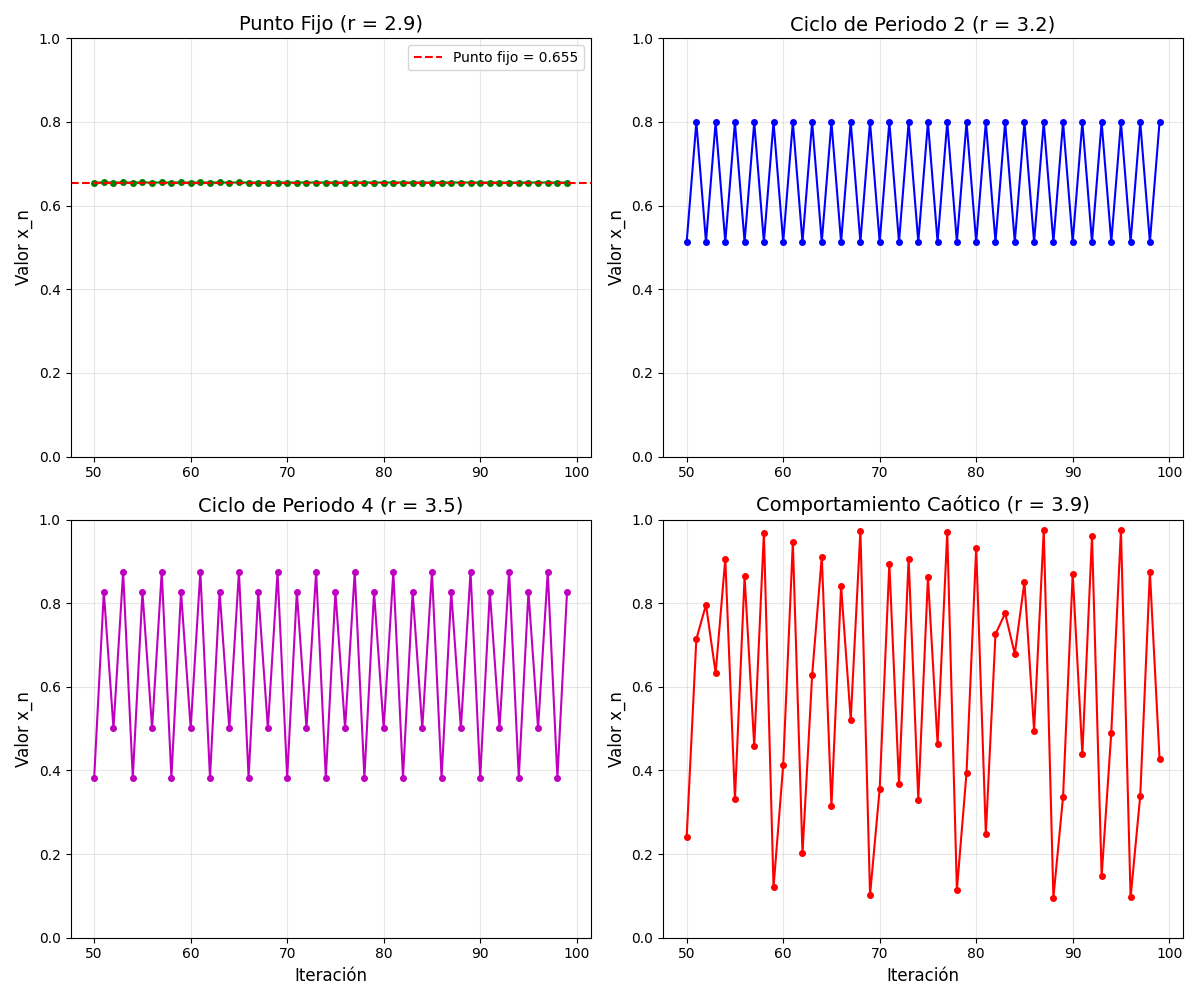 Punto Fijo (r = 2.9)
Punto fijo = 0.655
Valor x_n
1.0
0.8
0.6
0.4
0.2
0.0
50 60 70 80 90 100
Ciclo de Periodo 2 (r = 3.2)
Valor x_n
1.0
0.8
0.6
0.4
0.2
0.0
50 60 70 80 90 100
Ciclo de Periodo 4 (r = 3.5)
Valor x_n
1.0
0.8
0.6
0.4
0.2
0.0
50 60 70 80 90 100
Iteración
Comportamiento Caótico (r = 3.9)
Valor x_n
1.0
0.8
0.6
0.4
0.2
0.0
50 60 70 80 90 100
Iteración